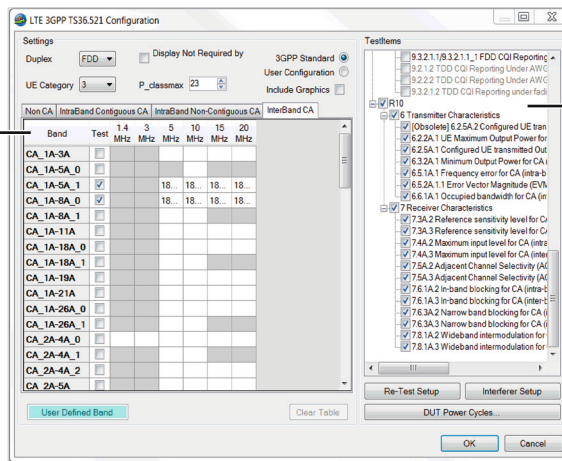 LTE 3GPP TS36.521 Configuration
Settings
Duplex FDD
Display Not Required by
3GPP Standard
User Configuration
UE Category 3 P_classmax 23
Include Graphics
Non CA IntraBand Contiguous CA IntraBand Non-Contiguous CA InterBand CA
Band Test 1.4 MHz 3 MHz 5 MHz 10 MHz 15 MHz 20 MHz
CA_1A-3A
CA_1A-5A_0
CA_1A-5A_1 18... 18... 18... 18...
CA_1A-8A_0 18... 18... 18... 18...
CA_1A-8A_1
CA_1A-11A
CA_1A-18A_0
CA_1A-18A_1
CA_1A-19A
CA_1A-21A
CA_1A-26A_0
CA_1A-26A_1
CA_2A-4A_0
CA_2A-4A_1
CA_2A-4A_2
CA_2A-5A
User Defined Band
Clear Table
TestItems
9.3.2.1.1/9.3.2.1.1_1 FDD CQI Reporting
9.2.1.2 TDD CQI Reporting Under AWG
9.2.2.2 TDD CQI Reporting Under AWG
9.3.2.1.2 TDD CQI Reporting under fadi
R10
6 Transmitter Characteristics
[Obsolete] 6.2.5A.2 Configured UE tran
6.2.2A.1 UE Maximum Output Power for
6.2.5A.1 Configured UE transmitted Out
6.3.2A.1 Minimum Output Power for CA (
6.5.1A.1 Frequency error for CA (intra-b
6.5.2A.1.1 Error Vector Magnitude (EVM
6.6.1A.1 Occupied bandwidth for CA (in
7 Receiver Characteristics
7.3A.2 Reference sensitivity level for CA
7.3A.3 Reference sensitivity level for CA
7.4A.2 Maximum input level for CA (intra
7.4A.3 Maximum input level for CA (inter
7.5A.2 Adjacent Channel Selectivity (AC
7.5A.3 Adjacent Channel Selectivity (AC
7.6.1A.2 In-band blocking for CA (intra-b
7.6.1A.3 In-band blocking for CA (inter-b
7.6.3A.2 Narrow band blocking for CA (i
7.6.3A.3 Narrow band blocking for CA (i
7.8.1A.2 Wideband intermodulation for
7.8.1A.3 Wideband intermodulation for
Re-Test Setup
Interferer Setup
DUT Power Cycles...
OK
Cancel